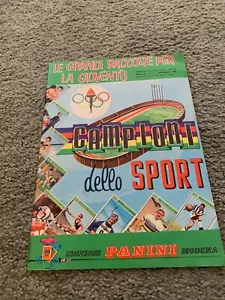 LE GRANDI RACCOLTE PER
LA GIOVENTÙ
CAMPIONI
dello SPORT
EDIZIONI PANINI MODENA